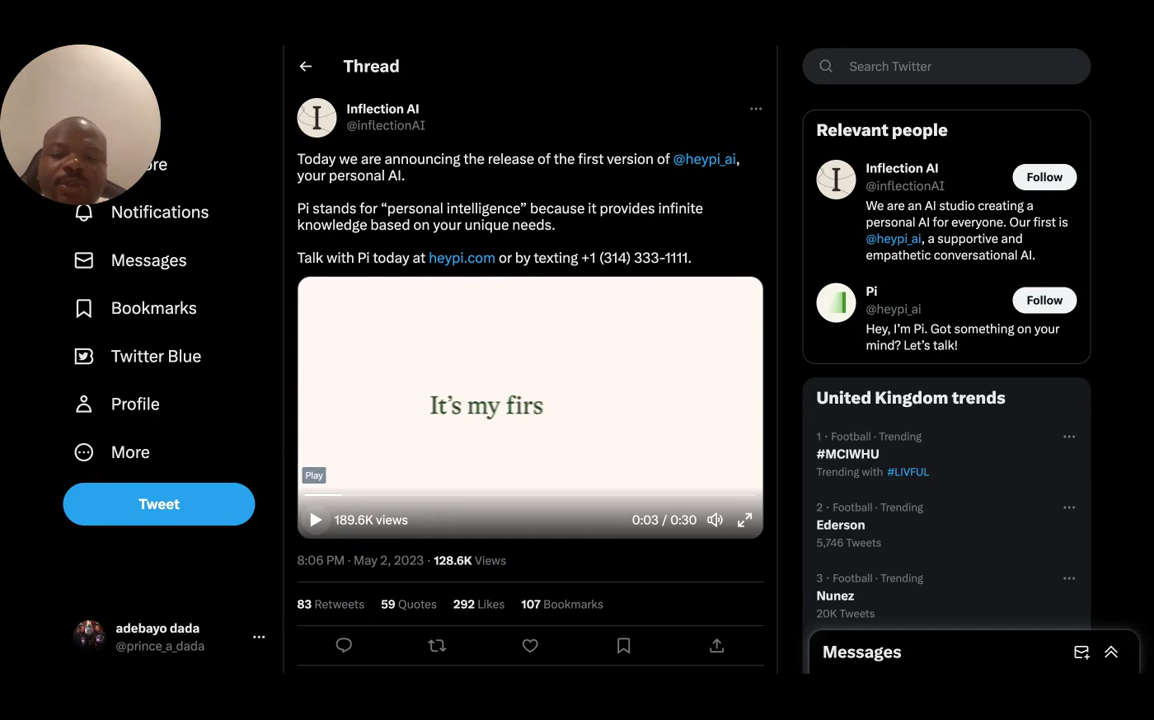 ore
Notifications
Messages
Bookmarks
Twitter Blue
Profile
More
Tweet
adebayo dada
@prince_a_dada
Thread
Inflection AI
@inflectionAI
Today we are announcing the release of the first version of @heypi_ai,
your personal AI.
Pi stands for “personal intelligence” because it provides infinite
knowledge based on your unique needs.
Talk with Pi today at heypi.com or by texting +1 (314) 333-1111.
It’s my firs
Play
189.6K views
0:03 / 0:30
8:06 PM · May 2, 2023 · 128.6K Views
83 Retweets 59 Quotes 292 Likes 107 Bookmarks
Search Twitter
Relevant people
Inflection AI
@inflectionAI
Follow
We are an AI studio creating a
personal AI for everyone. Our first is
@heypi_ai, a supportive and
empathetic conversational AI.
Pi
@heypi_ai
Follow
Hey, I’m Pi. Got something on your
mind? Let’s talk!
United Kingdom trends
1 · Football · Trending
#MCIWHU
Trending with #LIVFUL
2 · Football · Trending
Ederson
5,746 Tweets
3 · Football · Trending
Nunez
20K Tweets
Messages